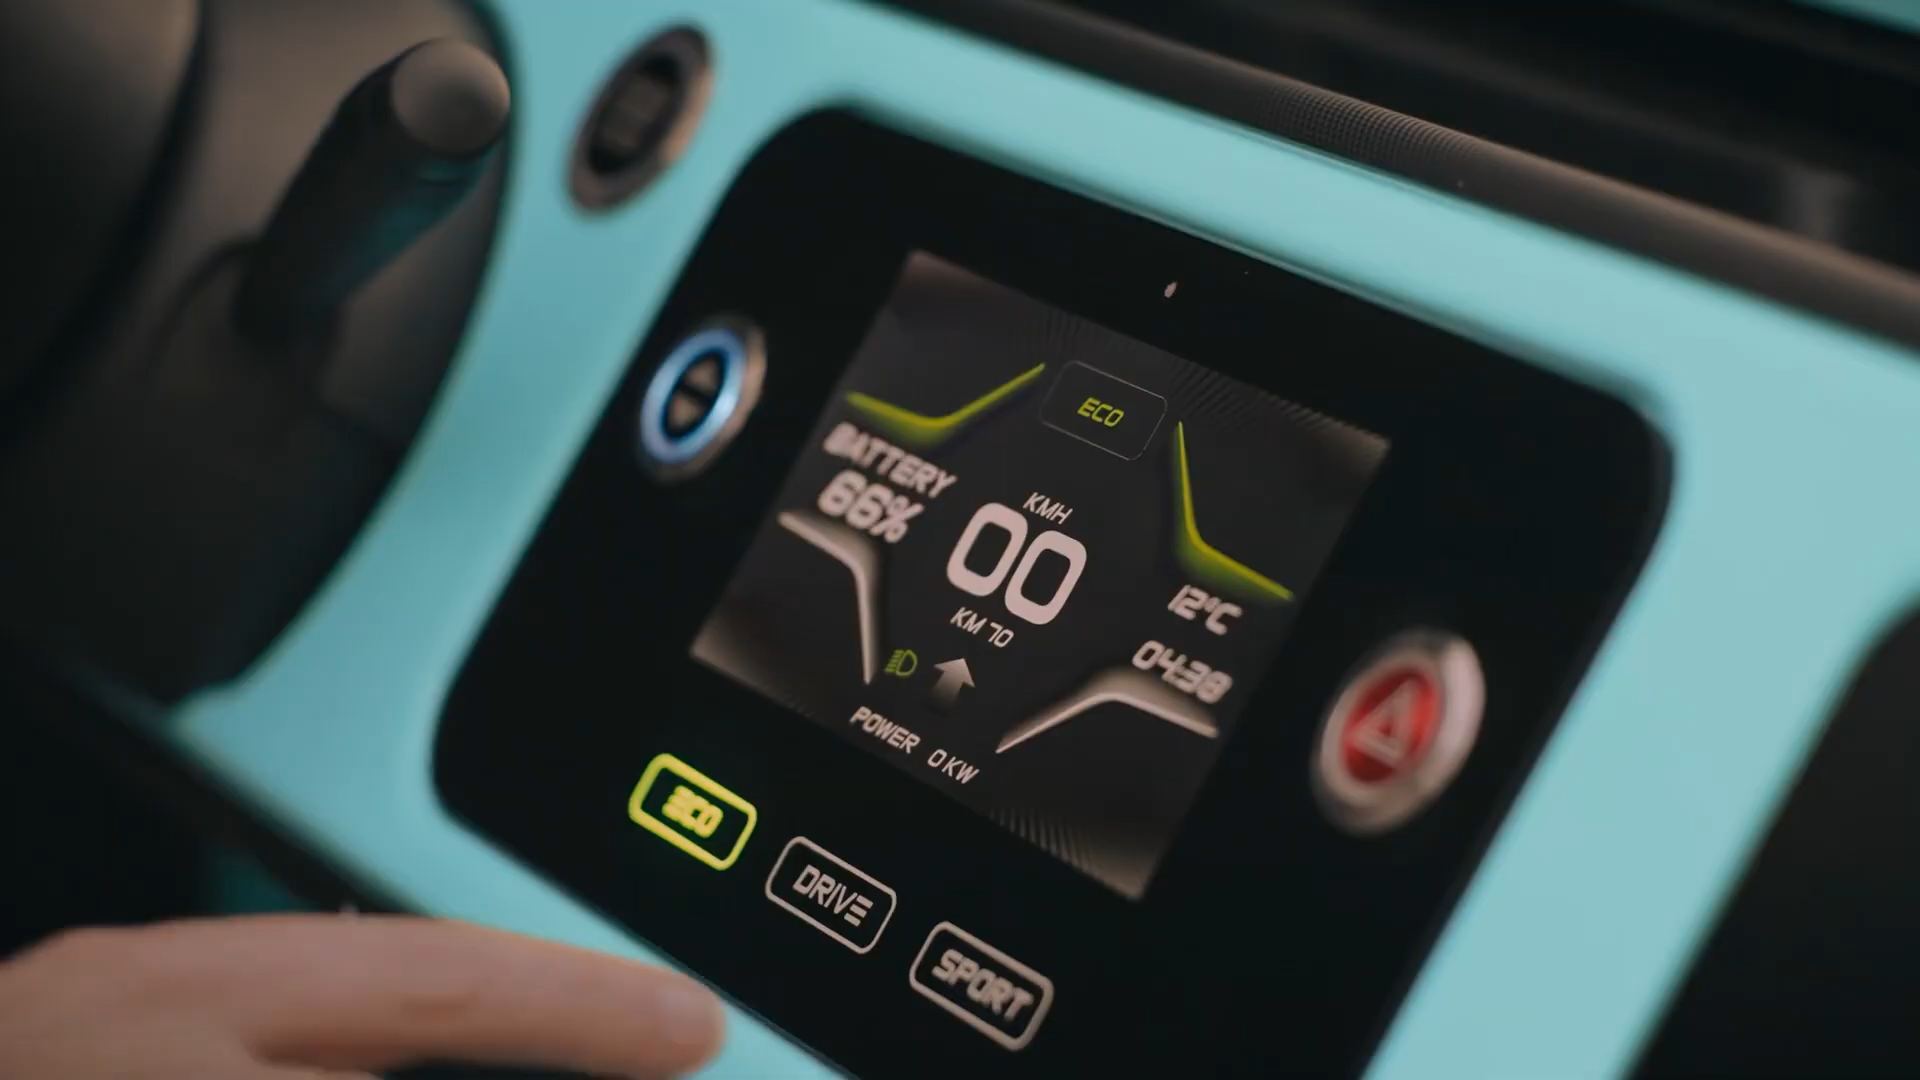 ECO
BATTERY
66%
KMH
00
KM 70
12°C
04:38
POWER 0 KW
ECO
DRIVE
SPORT